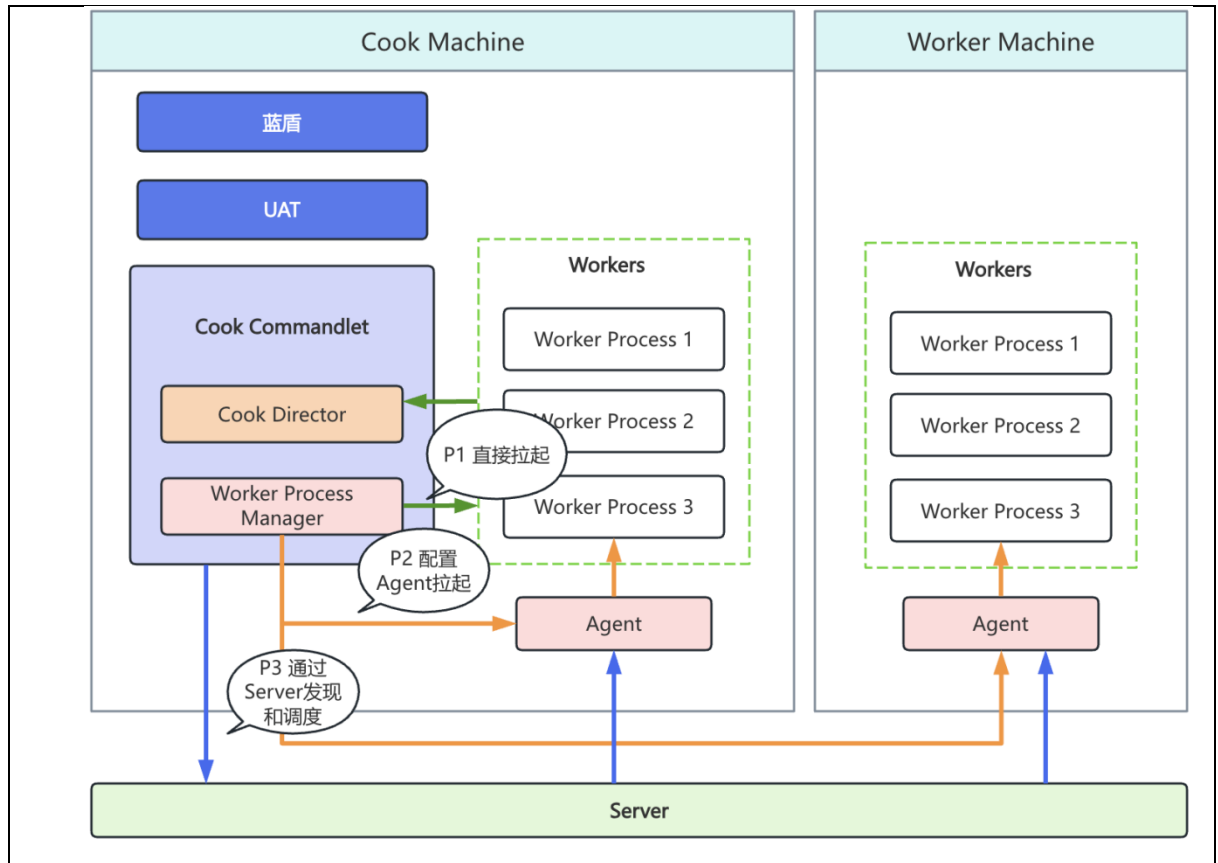 Cook Machine
Worker Machine
蓝盾
UAT
Cook Commandlet
Cook Director
Worker Process
Manager
Workers
Worker Process 1
Worker Process 2
Worker Process 3
P1 直接拉起
P2 配置
Agent拉起
P3 通过
Server发现
和调度
Agent
Workers
Worker Process 1
Worker Process 2
Worker Process 3
Agent
Server